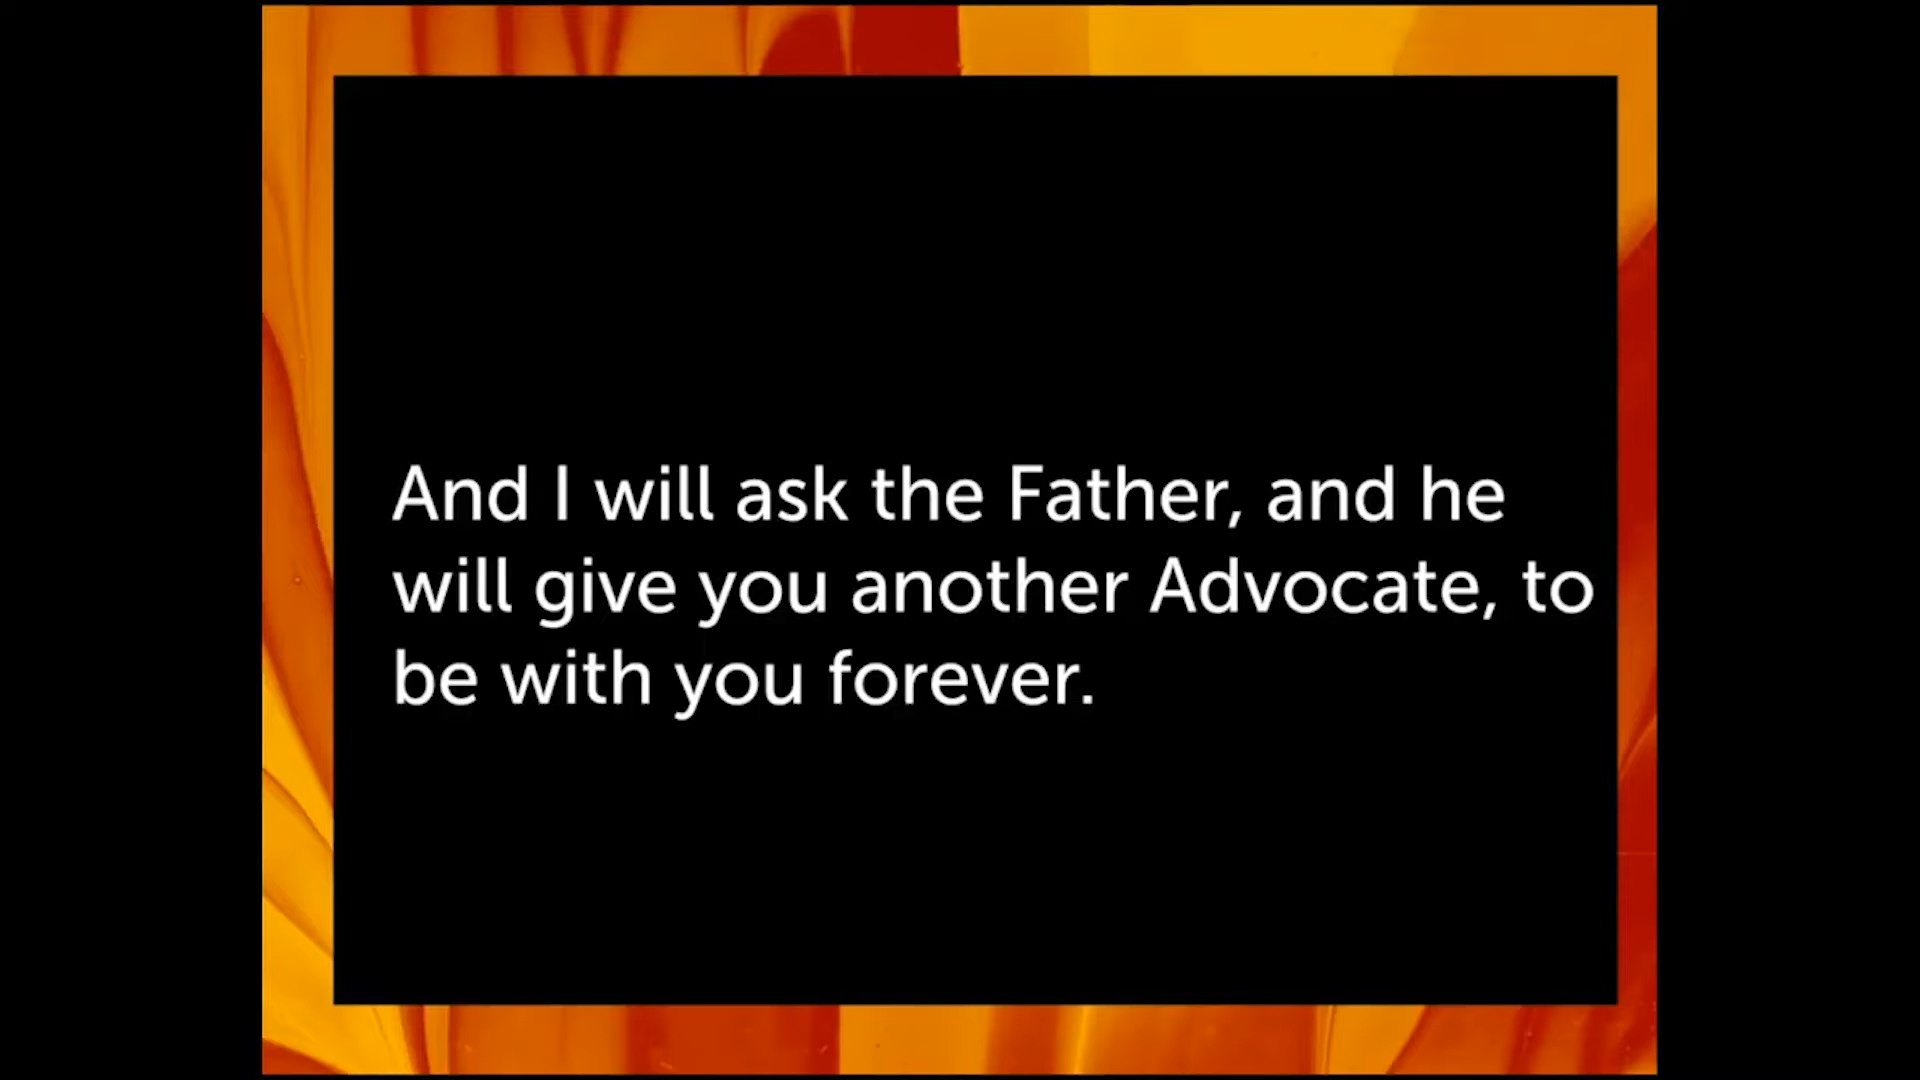 And I will ask the Father, and he
will give you another Advocate, to
be with you forever.